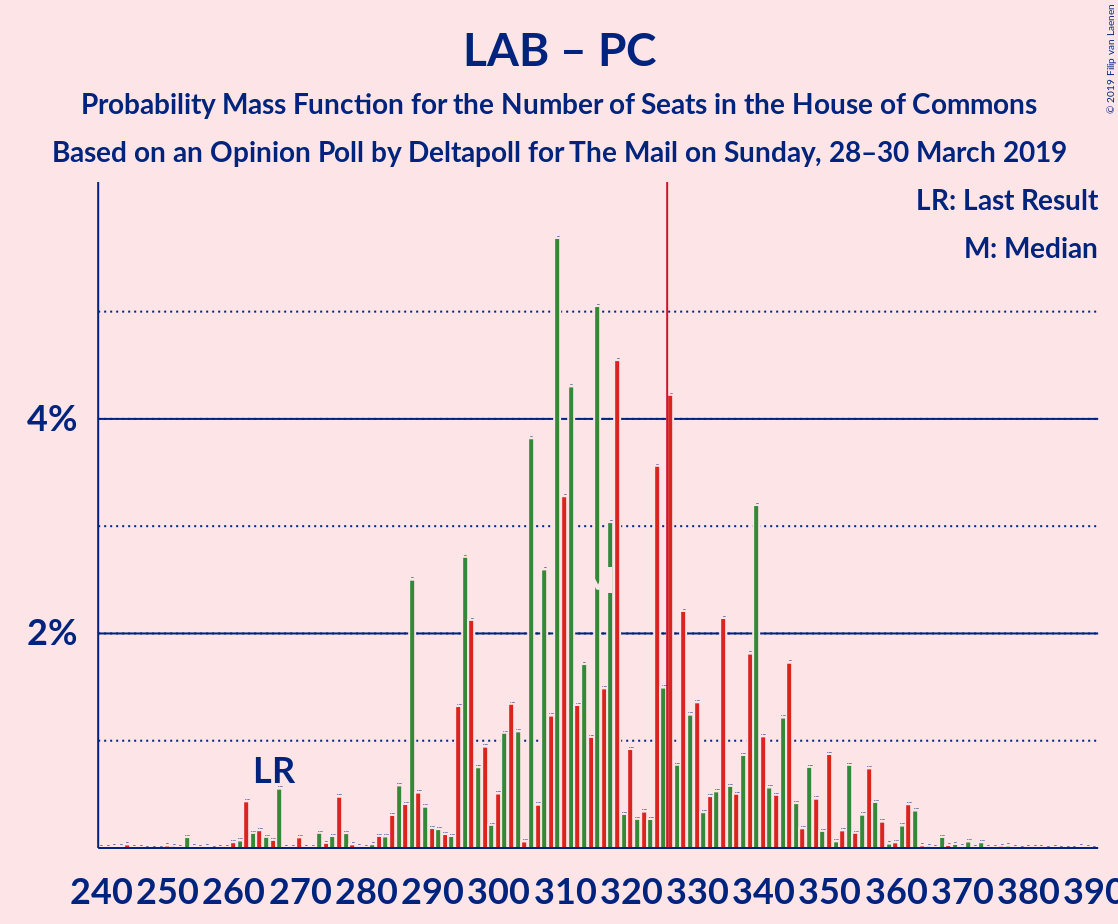 LAB – PC
Probability Mass Function for the Number of Seats in the House of Commons
Based on an Opinion Poll by Deltapoll for The Mail on Sunday, 28–30 March 2019
© 2019 Filip van Laenen
LR: Last Result
M: Median
4%
2%
LR
240 250 260 270 280 290 300 310 320 330 340 350 360 370 380 390